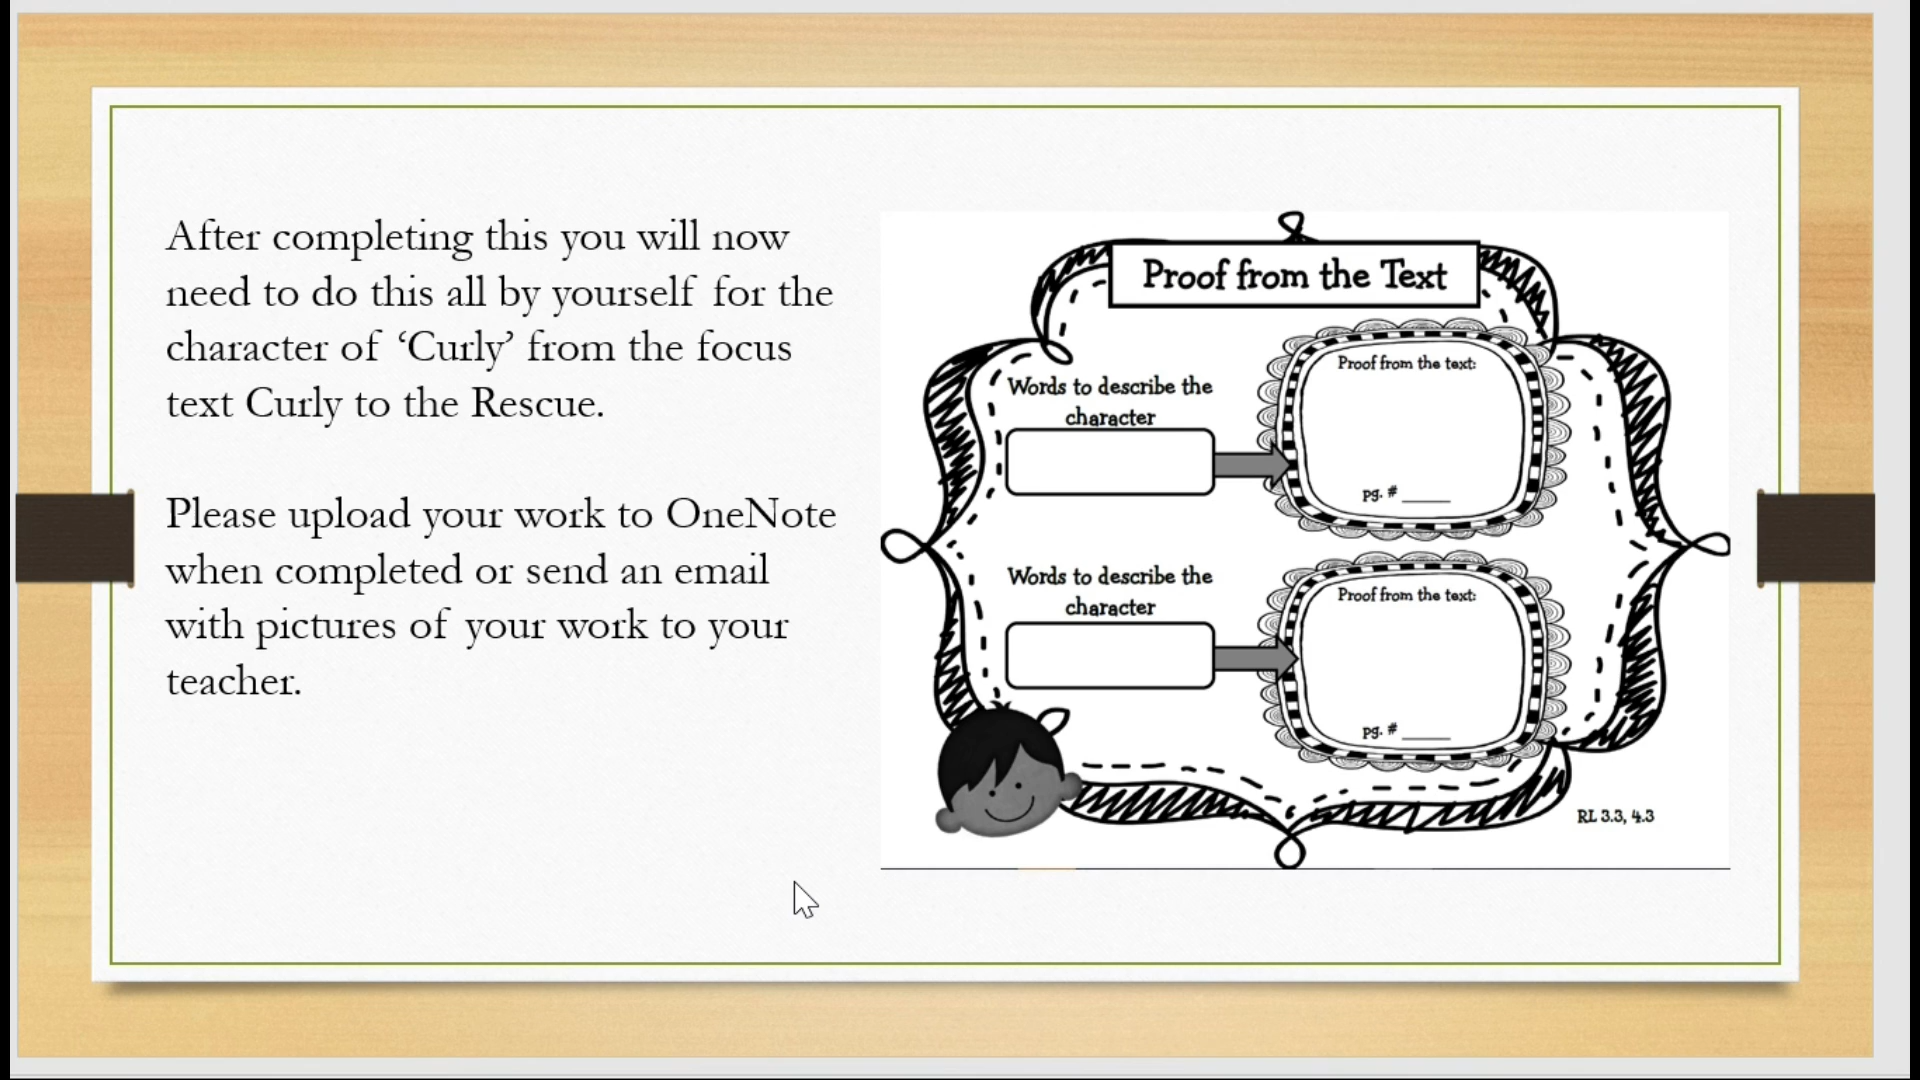 After completing this you will now
need to do this all by yourself for the
character of ‘Curly’ from the focus
text Curly to the Rescue.
Please upload your work to OneNote
when completed or send an email
with pictures of your work to your
teacher.
Proof from the Text
Words to describe the
character
Proof from the text:
pg. # _____
Words to describe the
character
Proof from the text:
pg. # _____
RL 3.3, 4.3